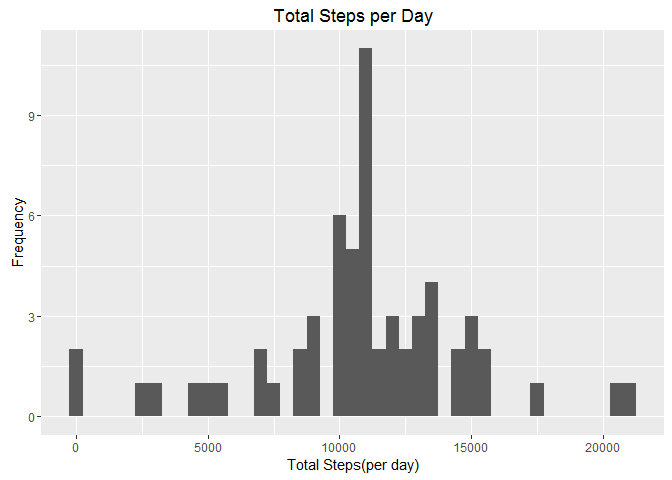 Total Steps per Day
Frequency
9
6
3
0
0 5000 10000 15000 20000
Total Steps(per day)